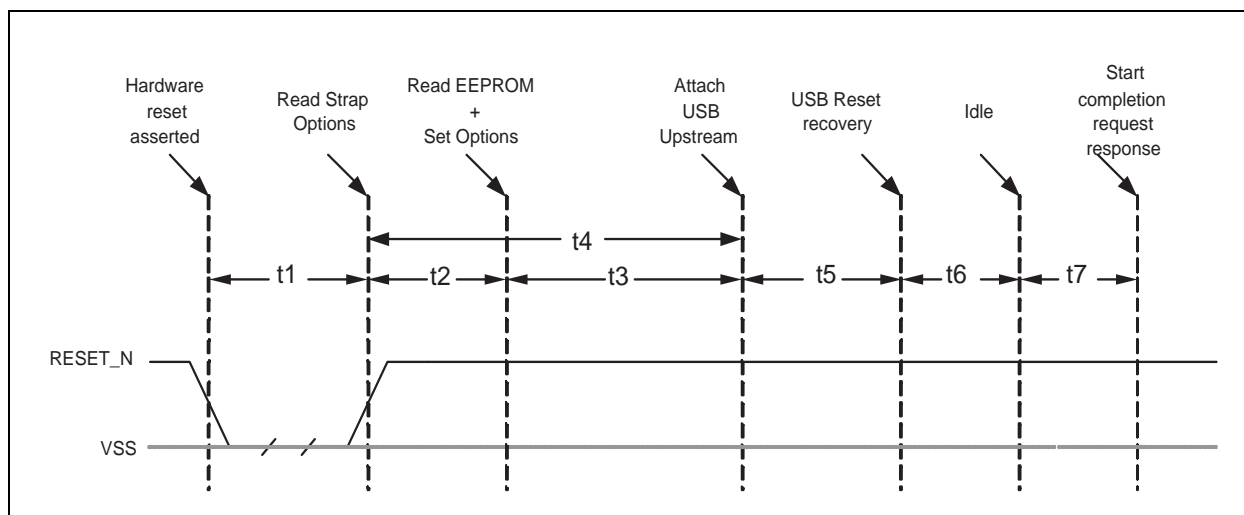 Hardware
reset
asserted
Read Strap
Options
Read EEPROM
+
Set Options
Attach
USB
Upstream
USB Reset
recovery
Idle
Start
completion
request
response
t4
t1
t2
t3
t5
t6
t7
RESET_N
VSS